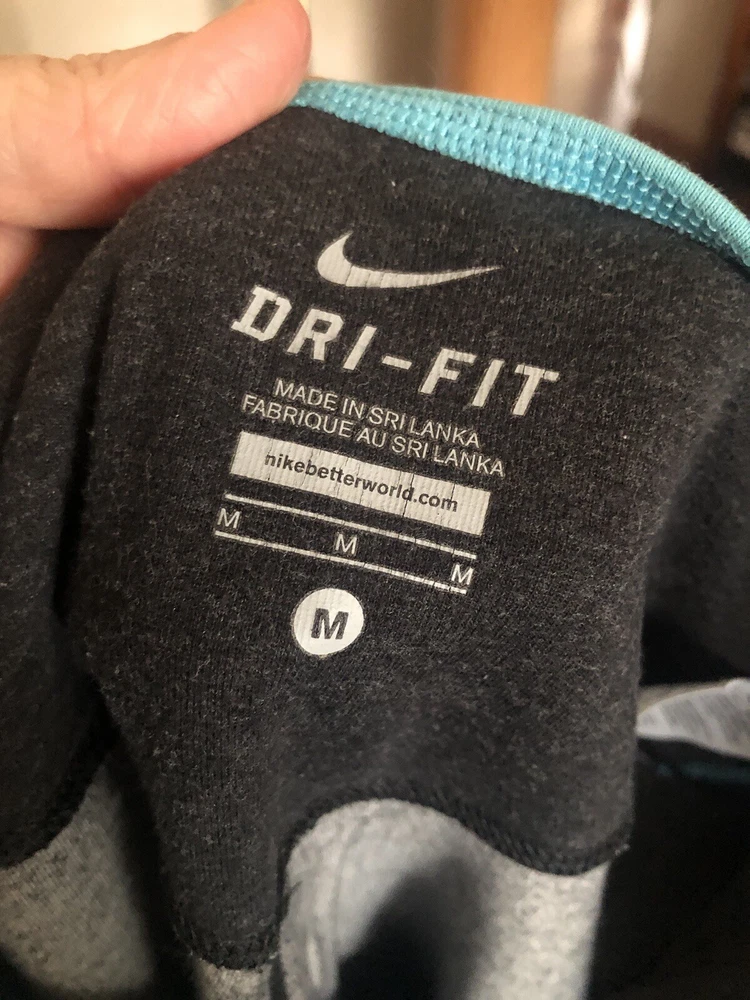 DRI-FIT
MADE IN SRI LANKA
FABRIQUE AU SRI LANKA
nikebetterworld.com
M M M
M